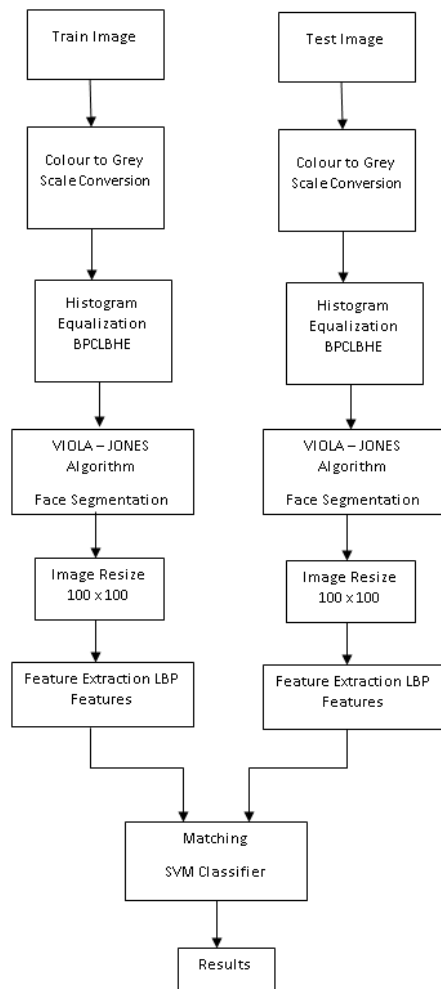 Train Image
Colour to Grey
Scale Conversion
Histogram
Equalization
BPCLBHE
VIOLA – JONES
Algorithm
Face Segmentation
Image Resize
100 x 100
Feature Extraction LBP
Features
Test Image
Colour to Grey
Scale Conversion
Histogram
Equalization
BPCLBHE
VIOLA – JONES
Algorithm
Face Segmentation
Image Resize
100 x 100
Feature Extraction LBP
Features
Matching
SVM Classifier
Results